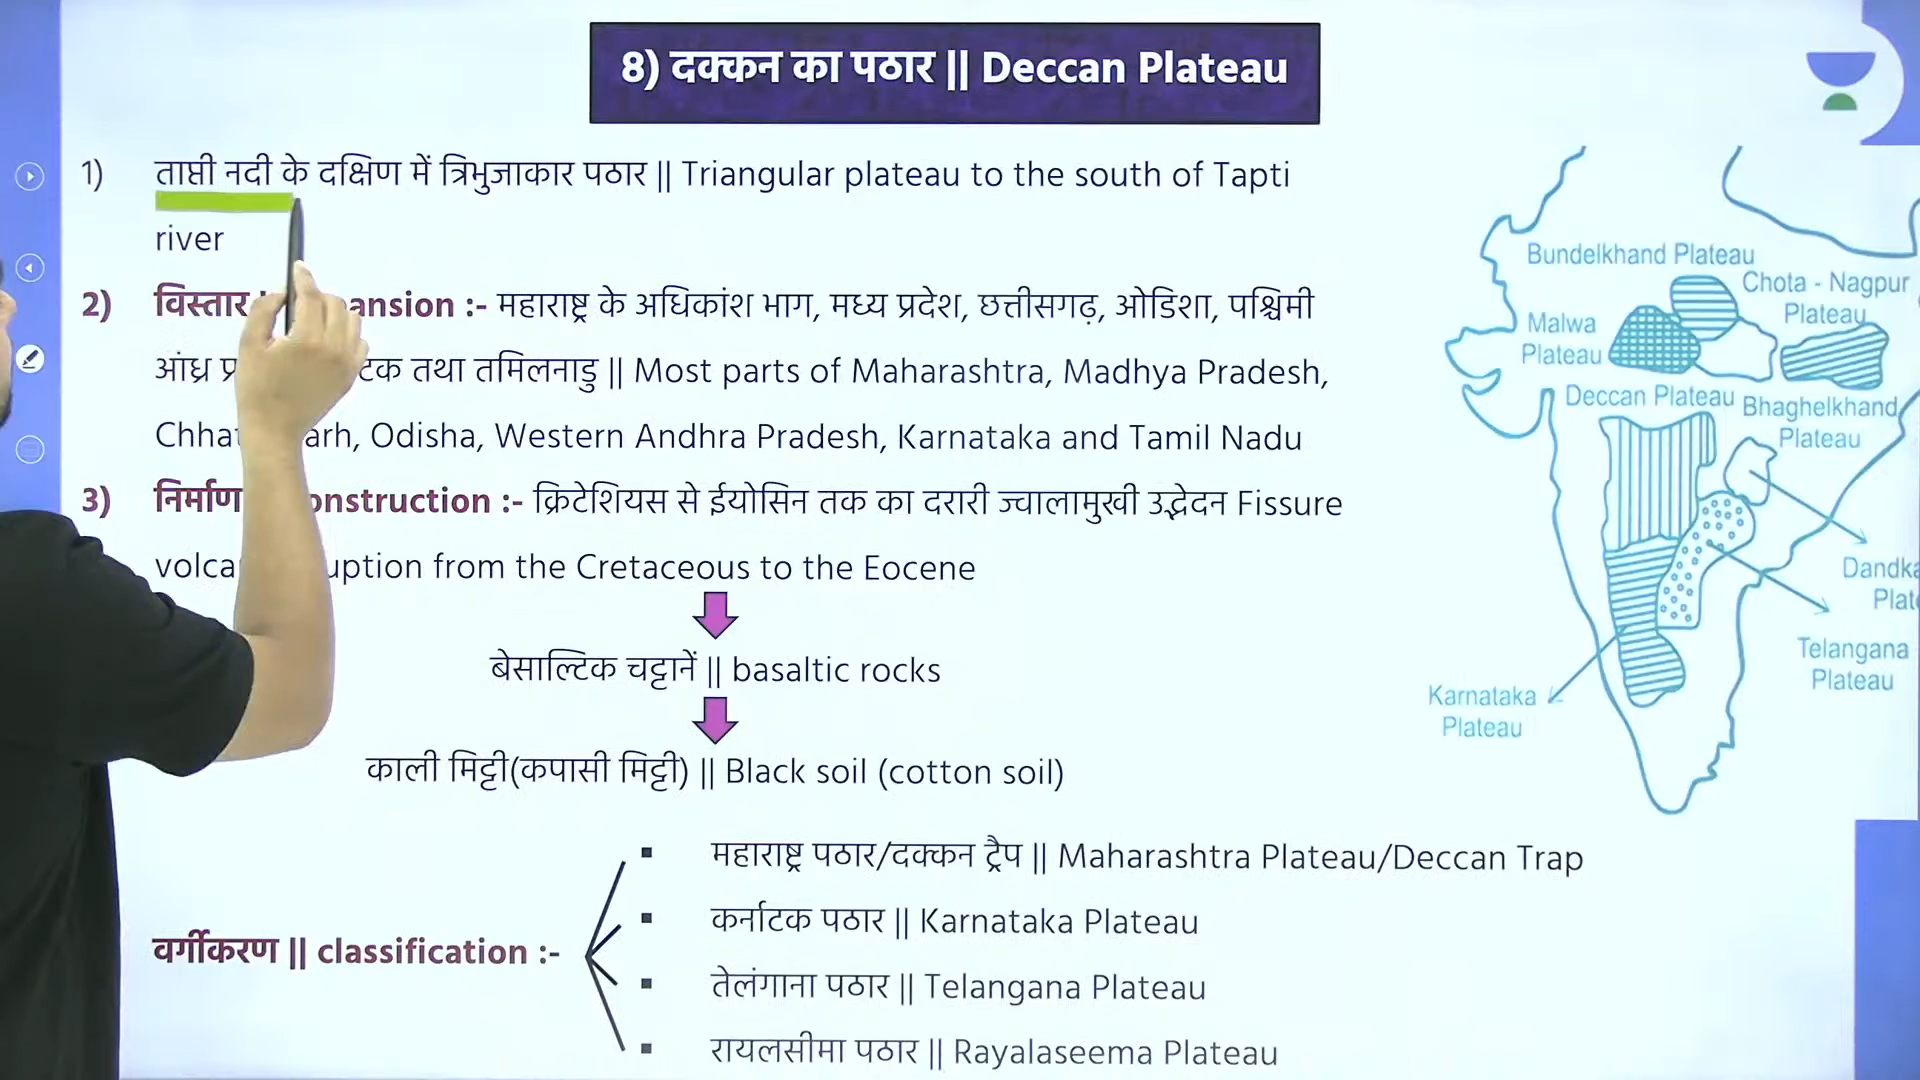 8) दक्कन का पठार || Deccan Plateau
1) ताप्ती नदी के दक्षिण में त्रिभुजाकार पठार || Triangular plateau to the south of Tapti
river
2) विस्तार ansion :- महाराष्ट्र के अधिकांश भाग, मध्य प्रदेश, छत्तीसगढ़, ओडिशा, पश्चिमी
आंध्र प्र टक तथा तमिलनाडु || Most parts of Maharashtra, Madhya Pradesh,
Chhat arh, Odisha, Western Andhra Pradesh, Karnataka and Tamil Nadu
3) निर्माण onstruction :- क्रिटेशियस से ईयोसिन तक का दरारी ज्वालामुखी उद्भेदन Fissure
volca uption from the Cretaceous to the Eocene
बेसाल्टिक चट्टानें || basaltic rocks
काली मिट्टी(कपासी मिट्टी) || Black soil (cotton soil)
वर्गीकरण || classification :-
▪ महाराष्ट्र पठार/दक्कन ट्रैप || Maharashtra Plateau/Deccan Trap
▪ कर्नाटक पठार || Karnataka Plateau
▪ तेलंगाना पठार || Telangana Plateau
▪ रायलसीमा पठार || Rayalaseema Plateau
Bundelkhand Plateau
Chota - Nagpur
Plateau
Malwa
Plateau
Deccan Plateau
Bhaghelkhand
Plateau
Dandka
Plat
Telangana
Plateau
Karnataka
Plateau